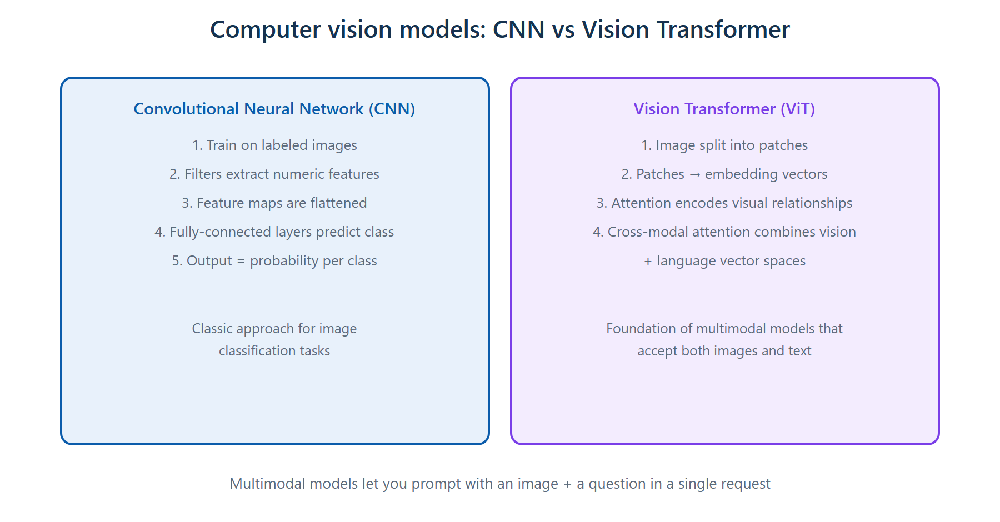 Computer vision models: CNN vs Vision Transformer
Convolutional Neural Network (CNN)
1. Train on labeled images
2. Filters extract numeric features
3. Feature maps are flattened
4. Fully-connected layers predict class
5. Output = probability per class
Classic approach for image
classification tasks
Vision Transformer (ViT)
1. Image split into patches
2. Patches → embedding vectors
3. Attention encodes visual relationships
4. Cross-modal attention combines vision
+ language vector spaces
Foundation of multimodal models that
accept both images and text
Multimodal models let you prompt with an image + a question in a single request